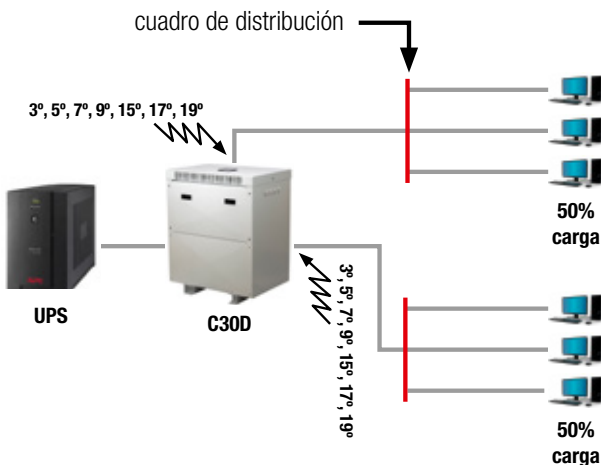 cuadro de distribución
3º, 5º, 7º, 9º, 15º, 17º, 19º
50%
carga
UPS
C30D
3º, 5º, 7º, 9º, 15º, 17º, 19º
50%
carga